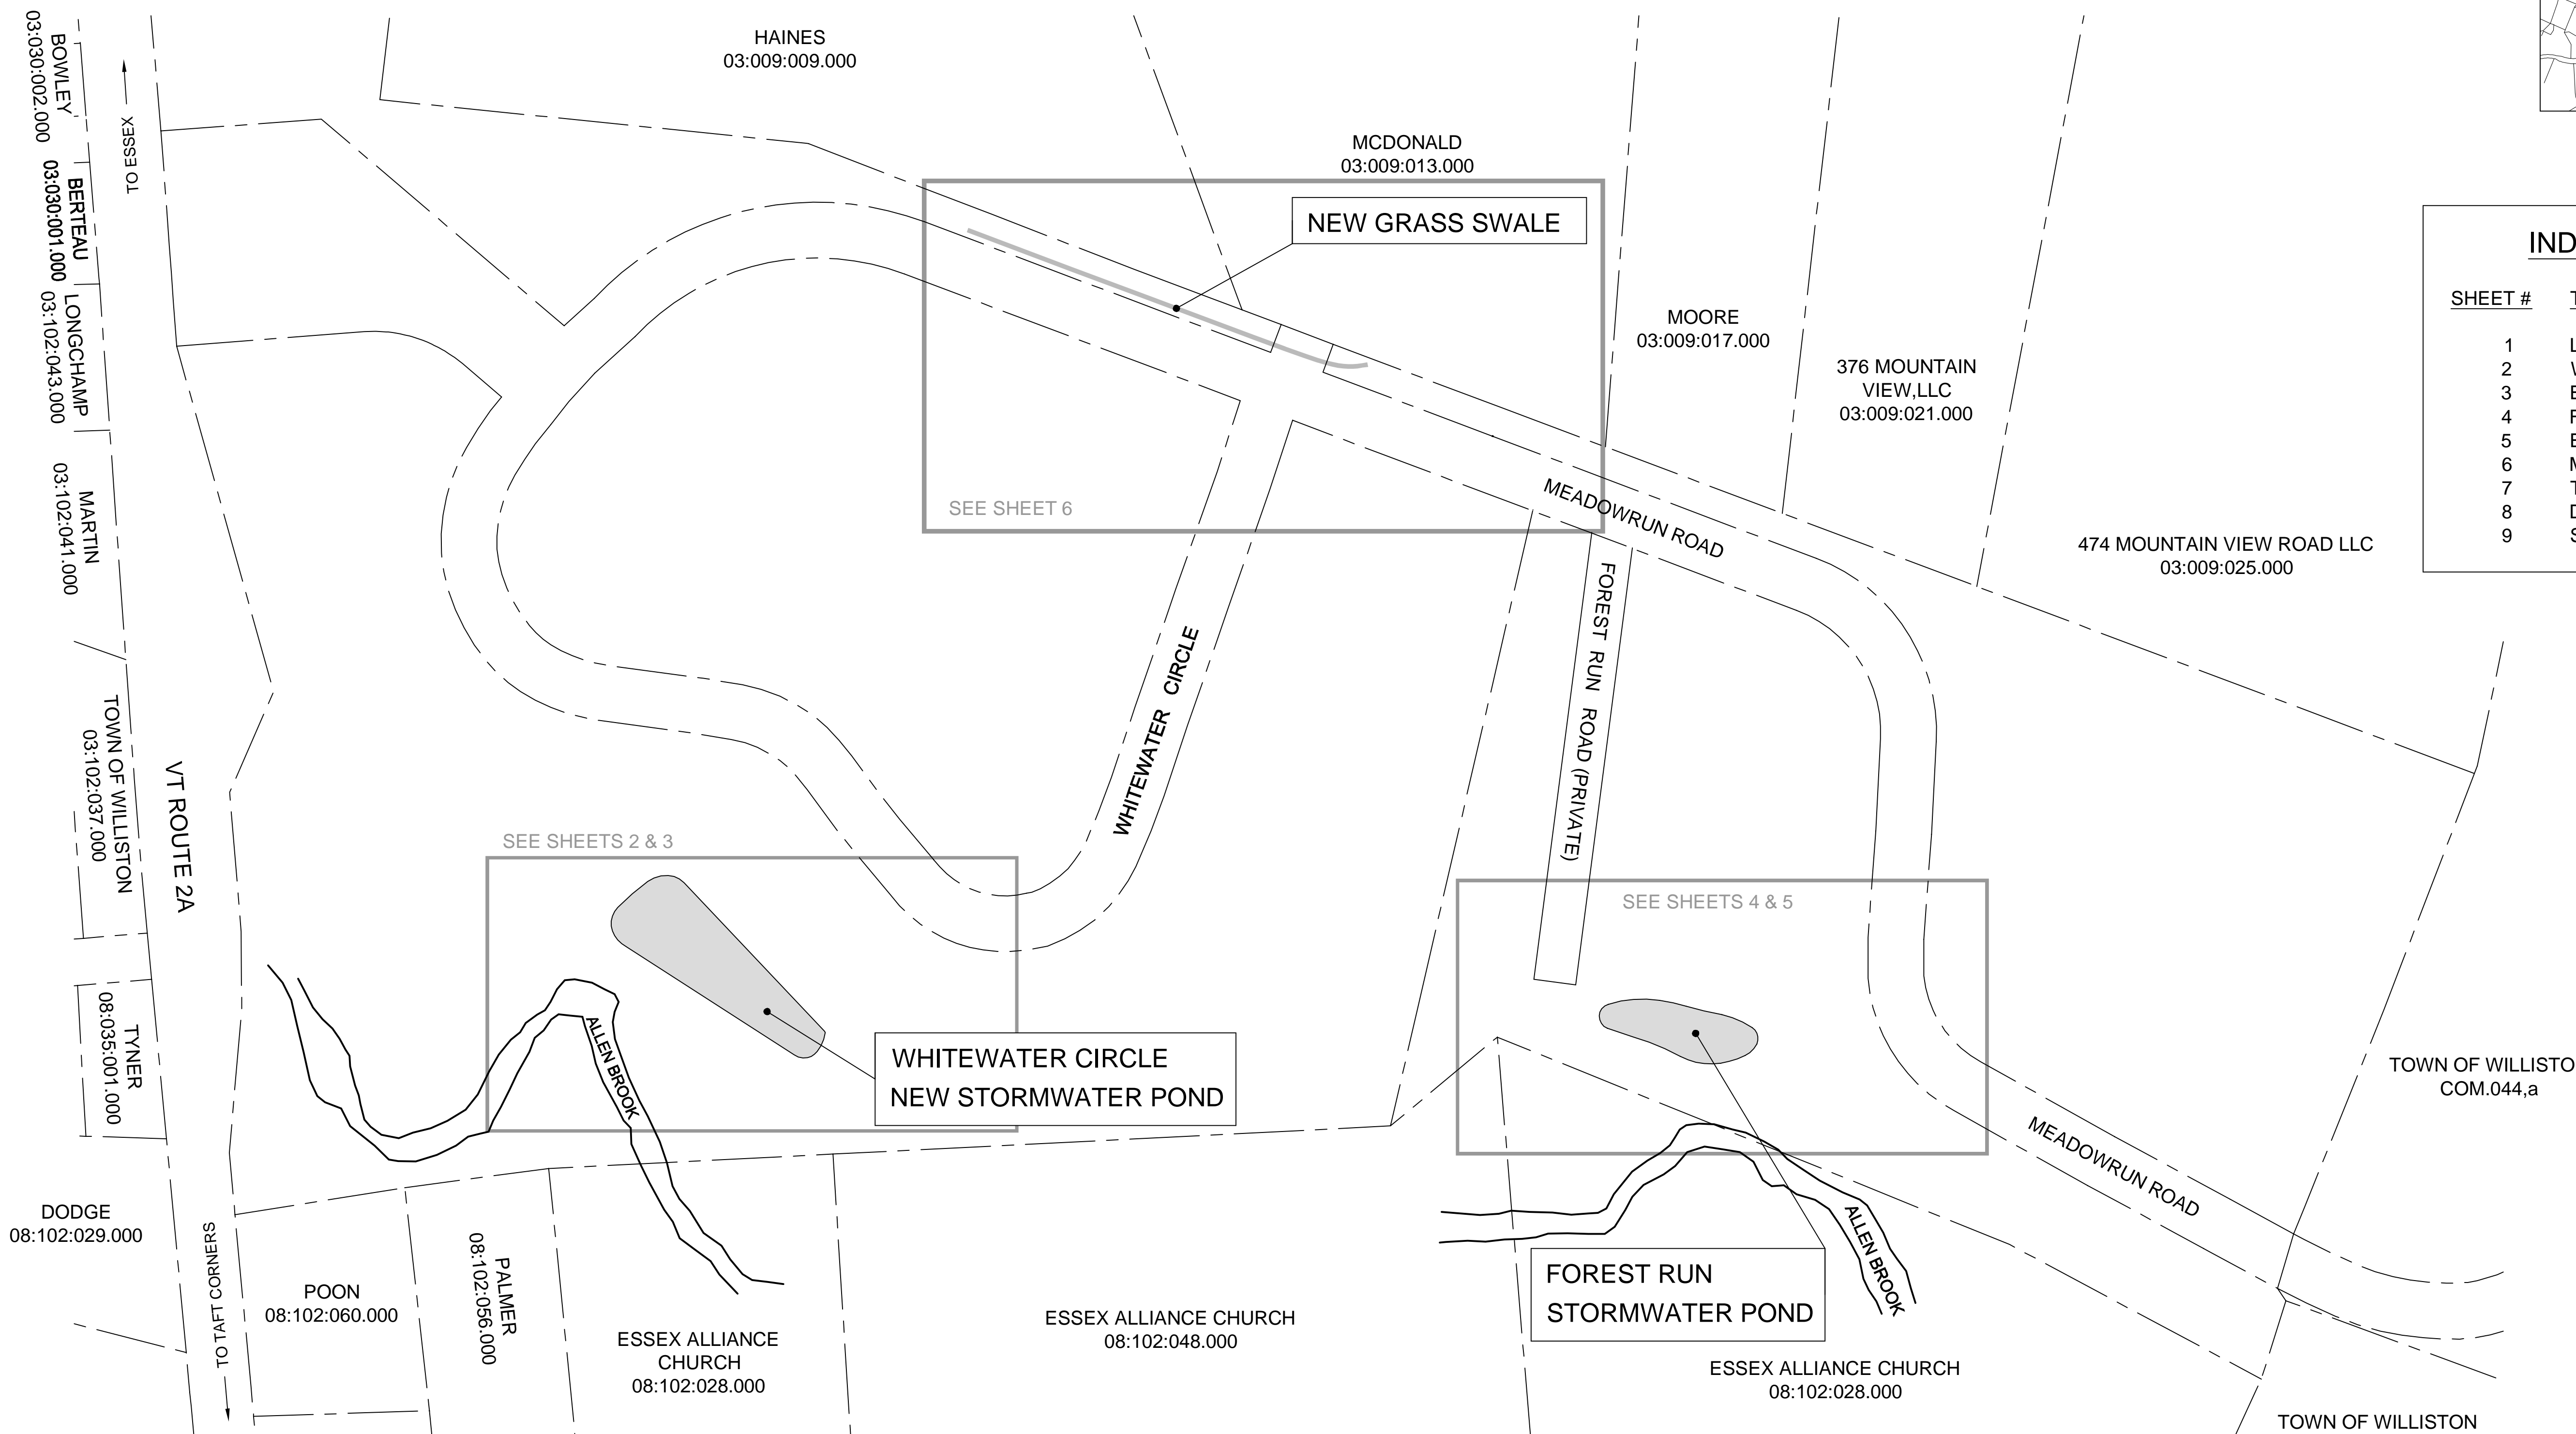 HAINES
03:009:009.000
BOWLEY
03:030:002.000
TO ESSEX
BERTEAU
03:030:001.000
LONGCHAMP
03:102:043.000
MARTIN
03:102:041.000
TOWN OF WILLISTON
03:102:037.000
VT ROUTE 2A
TYNER
08:035:001.000
DODGE
08:102:029.000
TO TAFT CORNERS
MCDONALD
03:009:013.000
NEW GRASS SWALE
SEE SHEET 6
MOORE
03:009:017.000
376 MOUNTAIN
VIEW,LLC
03:009:021.000
474 MOUNTAIN VIEW ROAD LLC
03:009:025.000
MEADOWRUN ROAD
FOREST RUN ROAD (PRIVATE)
WHITEWATER CIRCLE
IND
SHEET # T
1 L
2 V
3 E
4 F
5 E
6 M
7 T
8 D
9 S
SEE SHEETS 2 & 3
ALLEN BROOK
WHITEWATER CIRCLE
NEW STORMWATER POND
SEE SHEETS 4 & 5
FOREST RUN
STORMWATER POND
ALLEN BROOK
MEADOWRUN ROAD
TOWN OF WILLISTO
COM.044,a
POON
08:102:060.000
PALMER
08:102:056.000
ESSEX ALLIANCE
CHURCH
08:102:028.000
ESSEX ALLIANCE CHURCH
08:102:048.000
ESSEX ALLIANCE CHURCH
08:102:028.000
TOWN OF WILLISTON